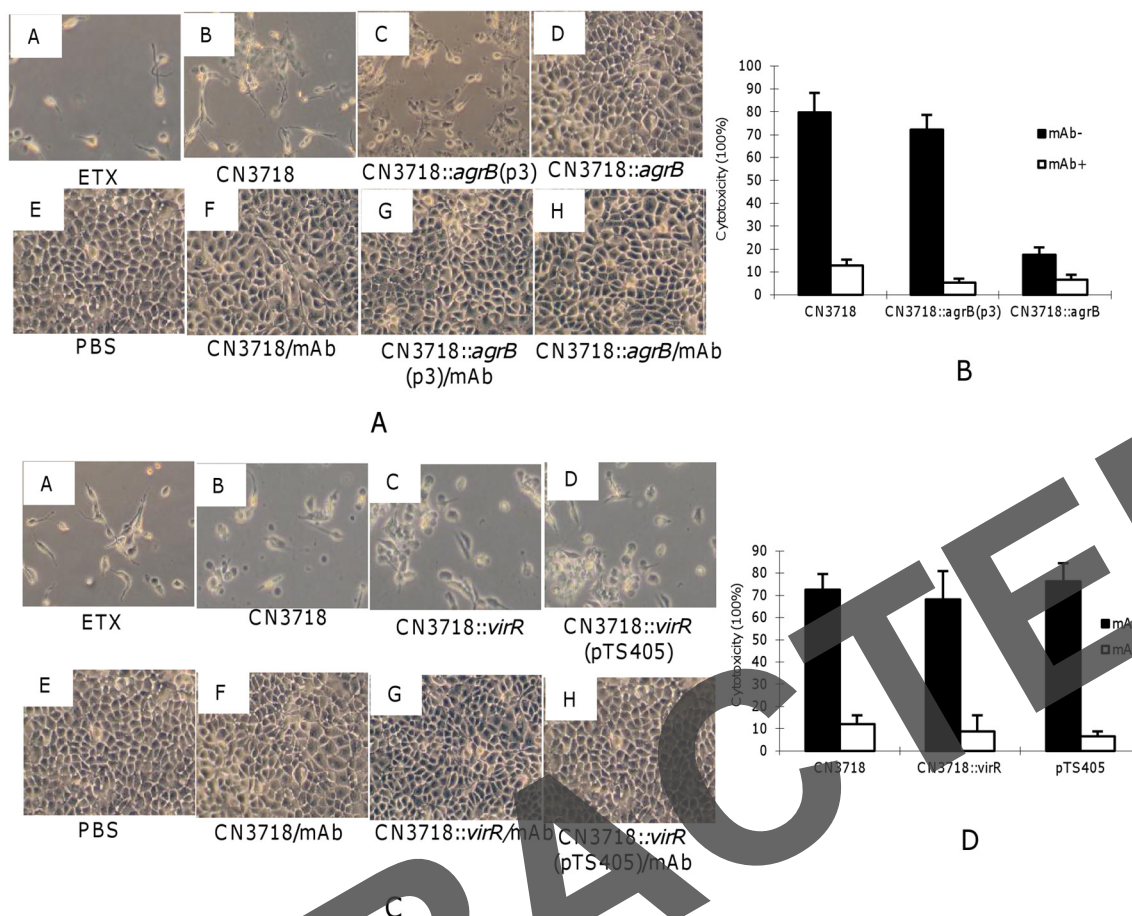 A
B
C
D
ETX
CN3718
CN3718::agrB(p3)
CN3718::agrB
E
F
G
H
PBS
CN3718/mAb
CN3718::agrB
(p3)/mAb
CN3718::agrB/mAb
A
Cytotoxicity (100%)
100
90
80
70
60
50
40
30
20
10
0
mAb-
mAb+
CN3718
CN3718::agrB(p3)
CN3718::agrB
B
A
B
C
D
ETX
CN3718
CN3718::virR
CN3718::virR
(pTS405)
E
F
G
H
PBS
CN3718/mAb
CN3718::virR/mAb
CN3718::virR
(pTS405)/mAb
C
Cytotoxicity (100%)
90
80
70
60
50
40
30
20
10
0
CN3718
CN3718::virR
pTS405
D